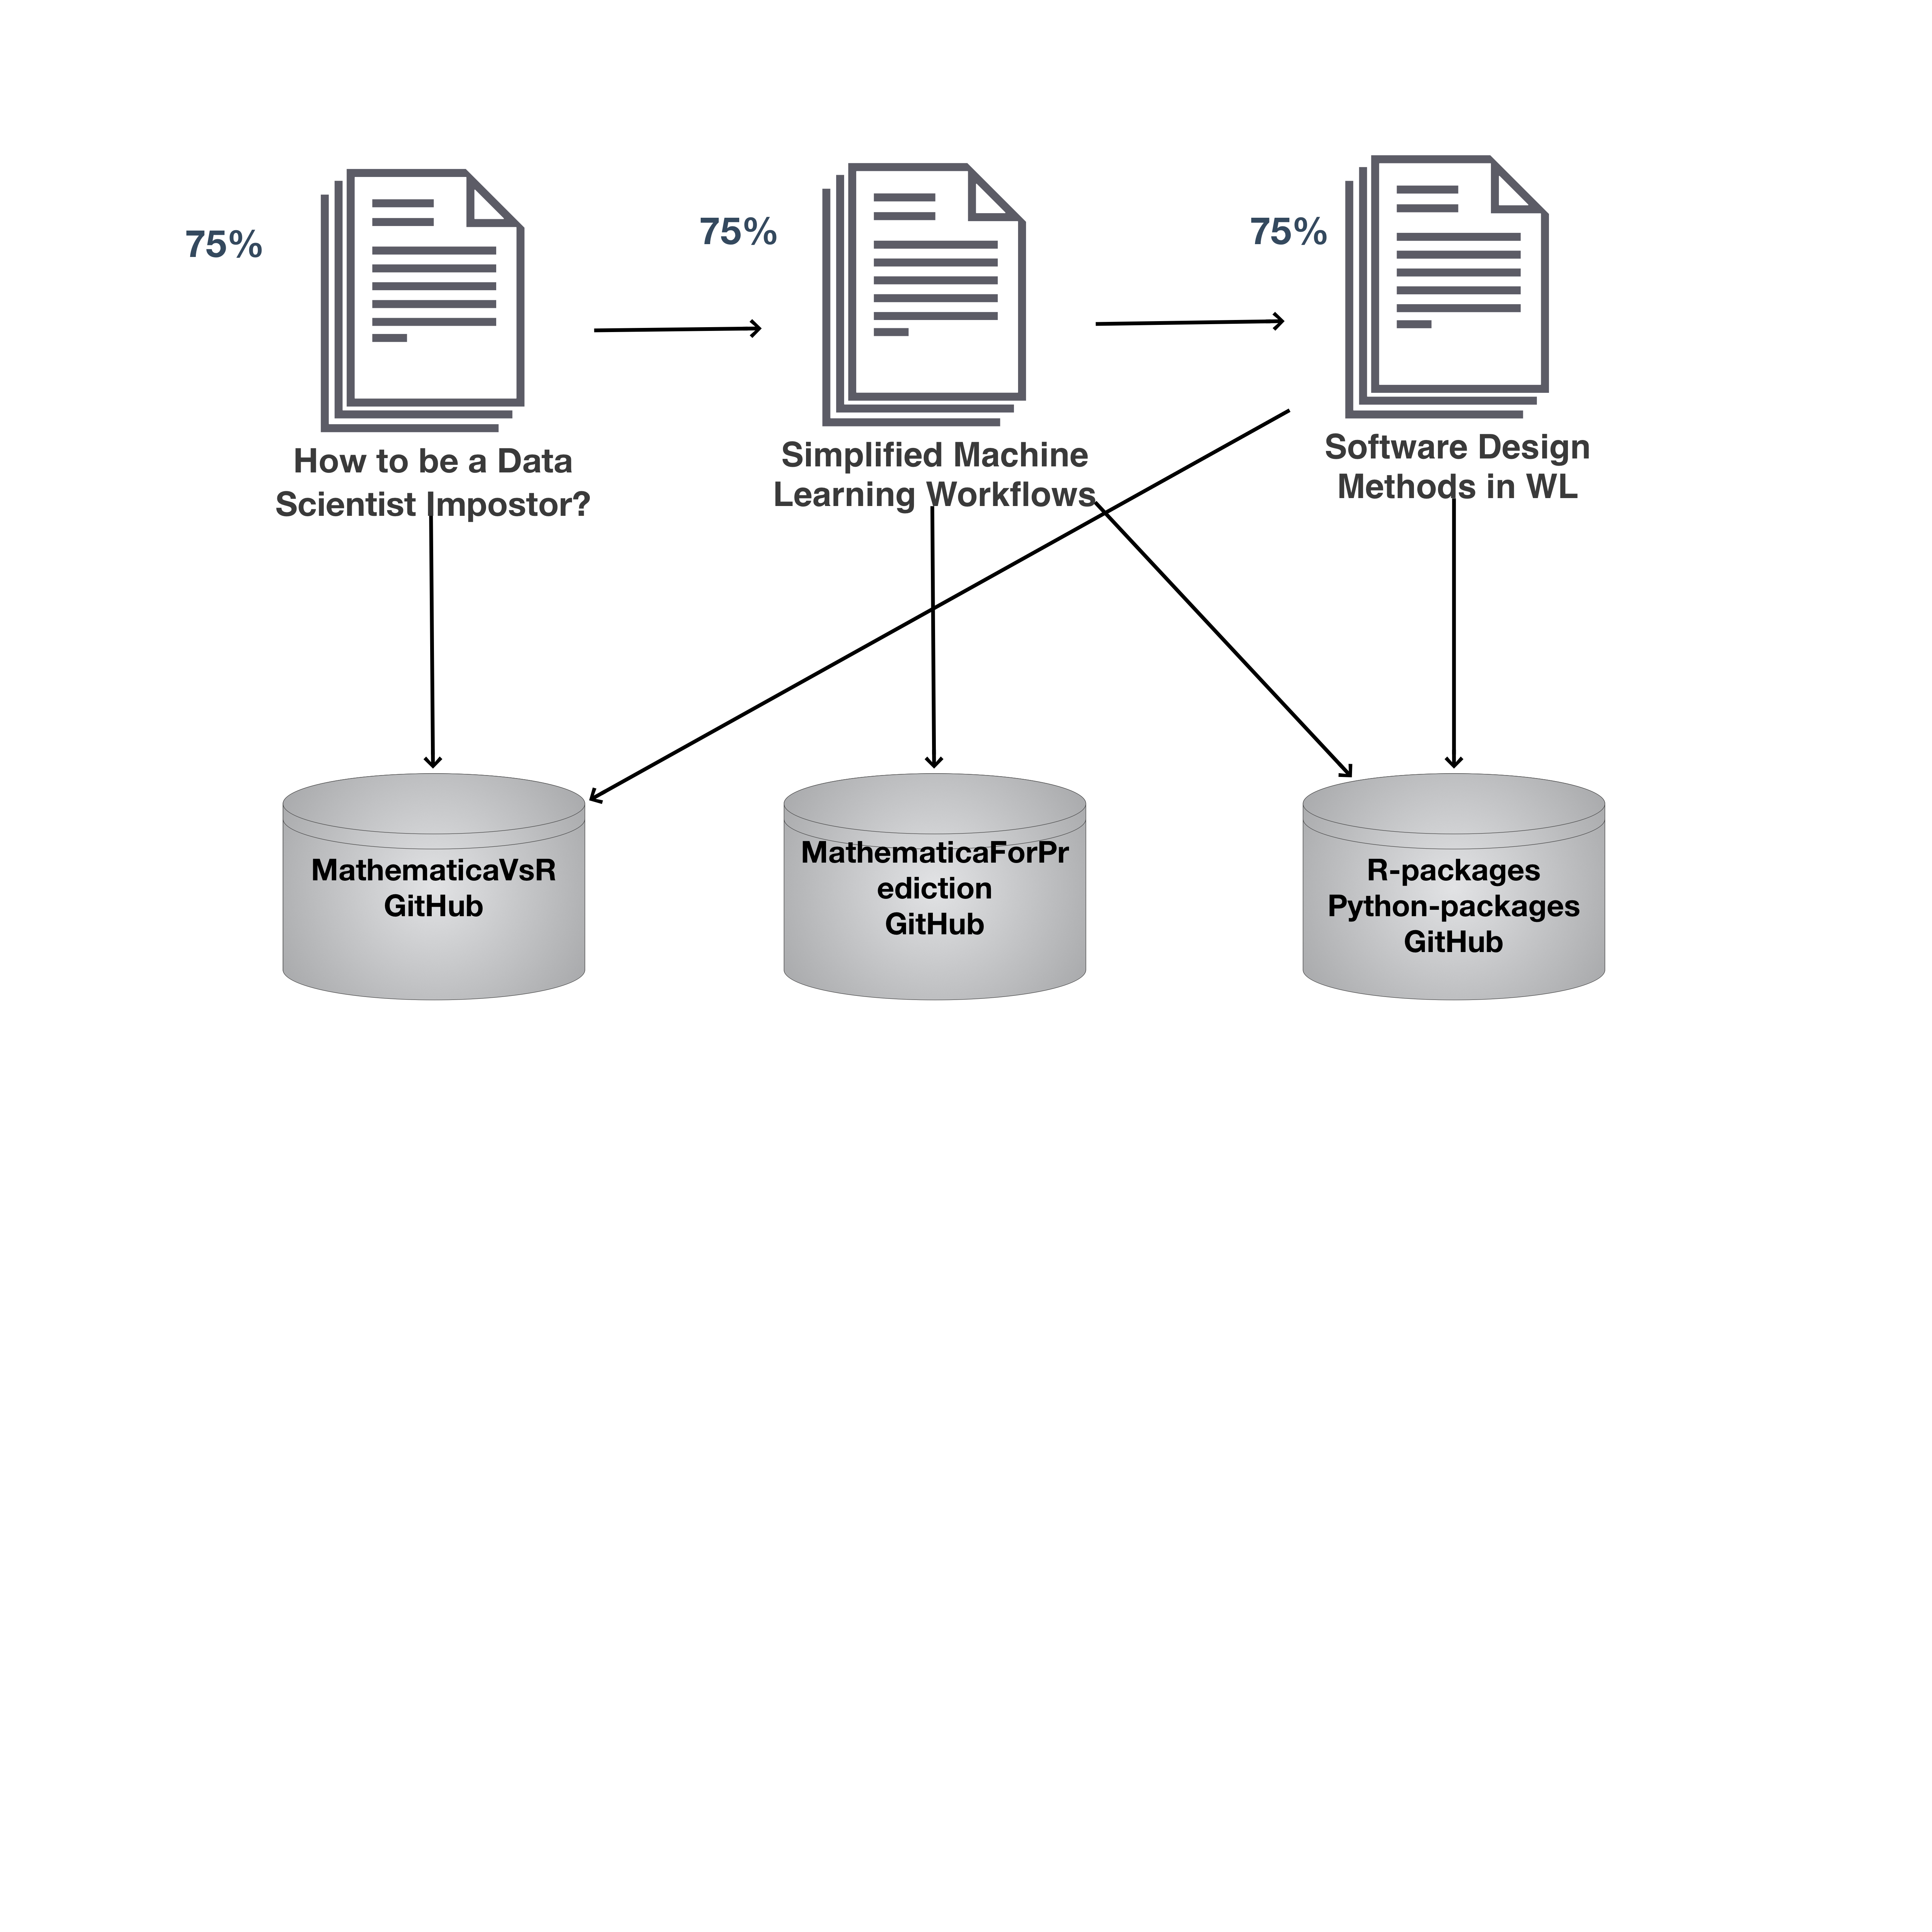 75%
75%
75%
How to be a Data
Scientist Impostor?
Simplified Machine
Learning Workflows
Software Design
Methods in WL
MathematicaVsR
GitHub
MathematicaForPr
ediction
GitHub
R-packages
Python-packages
GitHub